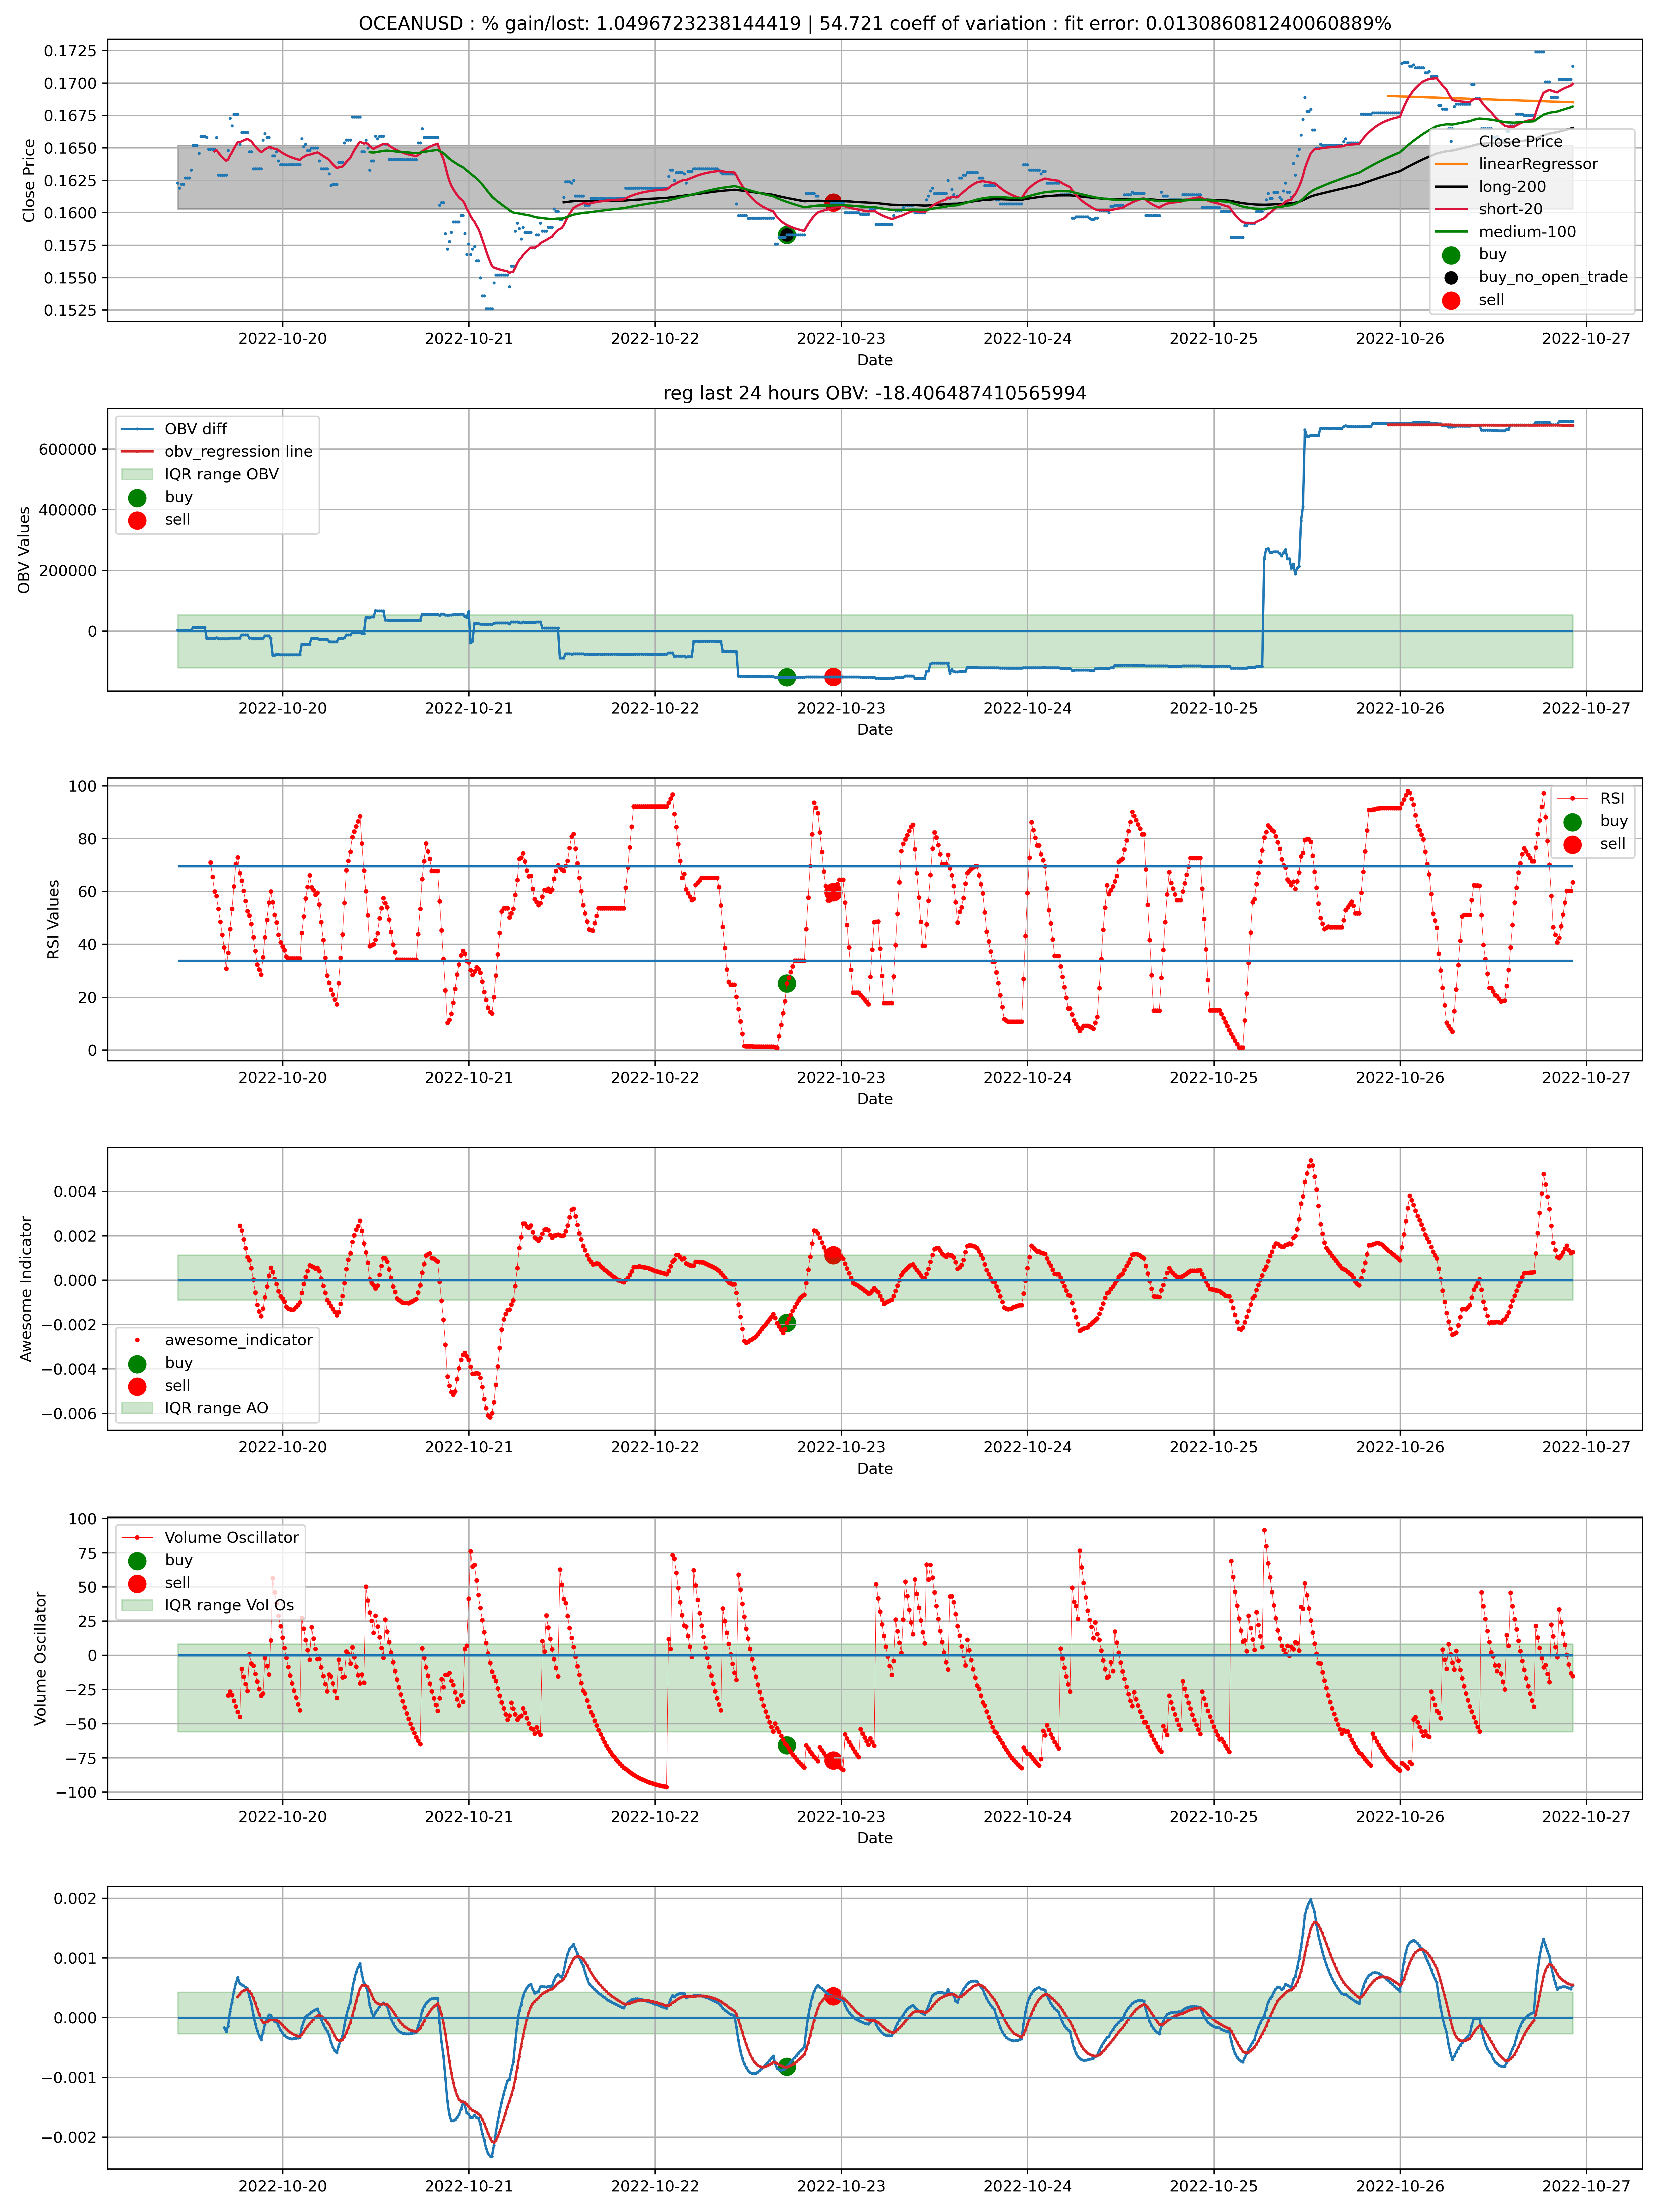 OCEANUSD : % gain/lost: 1.0496723238144419 | 54.721 coeff of variation : fit error: 0.013086081240060889%
Close Price
0.1725
0.1700
0.1675
0.1650
0.1625
0.1600
0.1575
0.1550
0.1525
Close Price
linearRegressor
long-200
short-20
medium-100
buy
buy_no_open_trade
sell
2022-10-20 2022-10-21 2022-10-22 2022-10-23 2022-10-24 2022-10-25 2022-10-26 2022-10-27
Date
reg last 24 hours OBV: -18.406487410565994
OBV Values
600000
400000
200000
0
OBV diff
obv_regression line
IQR range OBV
buy
sell
2022-10-20 2022-10-21 2022-10-22 2022-10-23 2022-10-24 2022-10-25 2022-10-26 2022-10-27
Date
RSI Values
100
80
60
40
20
0
RSI
buy
sell
2022-10-20 2022-10-21 2022-10-22 2022-10-23 2022-10-24 2022-10-25 2022-10-26 2022-10-27
Date
Awesome Indicator
0.004
0.002
0.000
−0.002
−0.004
−0.006
awesome_indicator
buy
sell
IQR range AO
2022-10-20 2022-10-21 2022-10-22 2022-10-23 2022-10-24 2022-10-25 2022-10-26 2022-10-27
Date
Volume Oscillator
100
75
50
25
0
−25
−50
−75
−100
Volume Oscillator
buy
sell
IQR range Vol Os
2022-10-20 2022-10-21 2022-10-22 2022-10-23 2022-10-24 2022-10-25 2022-10-26 2022-10-27
Date
0.002
0.001
0.000
−0.001
−0.002
2022-10-20 2022-10-21 2022-10-22 2022-10-23 2022-10-24 2022-10-25 2022-10-26 2022-10-27